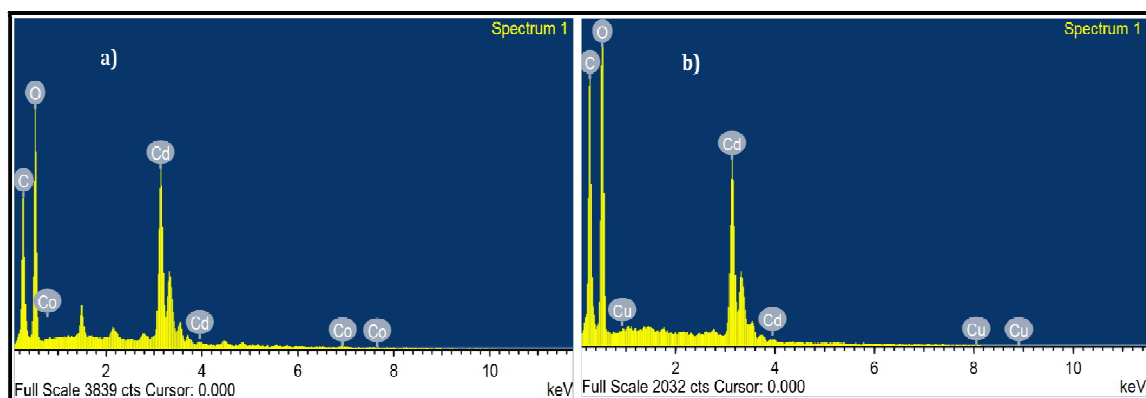 Spectrum 1
a)
O
C
Cd
Co
Cd
Co
Co
2 4 6 8 10
Full Scale 3839 cts Cursor: 0.000 keV
Spectrum 1
b)
O
C
Cd
Cu
Cd
Cu
Cu
2 4 6 8 10
Full Scale 2032 cts Cursor: 0.000 keV